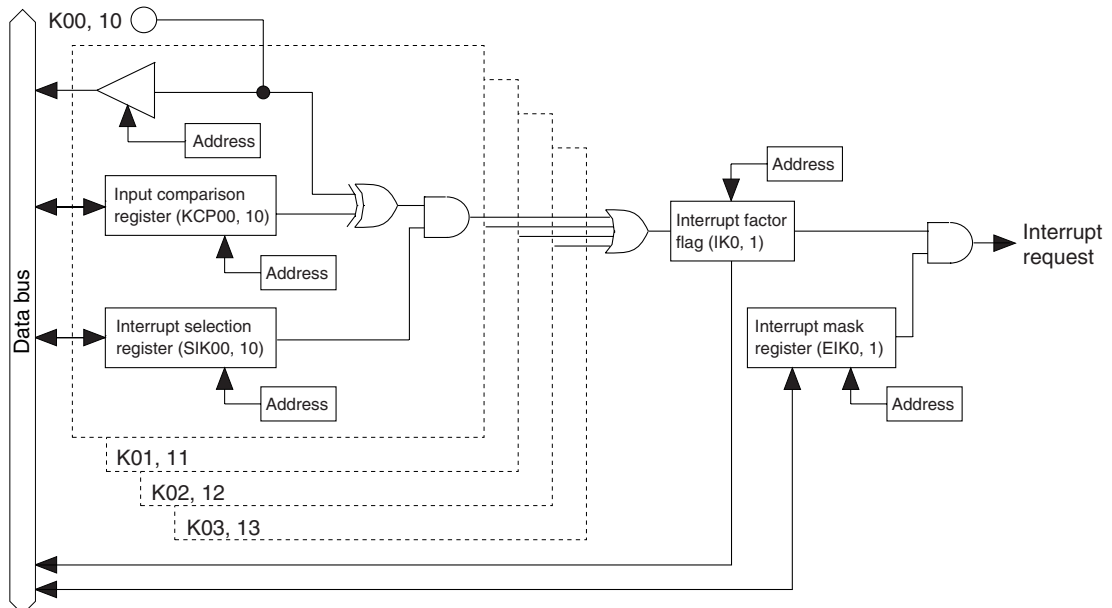 K00, 10
Address
Input comparison
register (KCP00, 10)
Address
Interrupt selection
register (SIK00, 10)
Address
K01, 11
K02, 12
K03, 13
Address
Interrupt factor
flag (IK0, 1)
Interrupt
request
Interrupt mask
register (EIK0, 1)
Address
Data bus